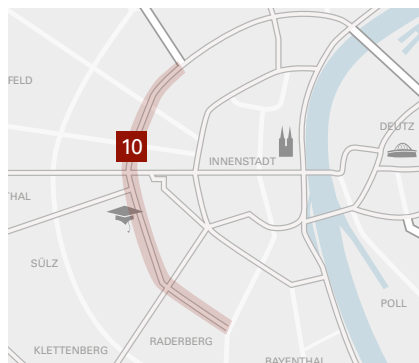 FELD
10
DEUTZ
INNENSTADT
THAL
SÜLZ
POLL
RADERBERG
KLETTENBERG
BAYENTHAL